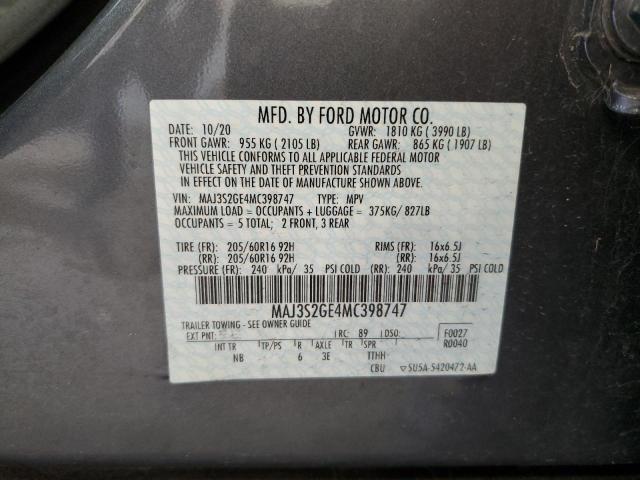 MFD. BY FORD MOTOR CO.
DATE: 10/20 GVWR: 1810 KG ( 3990 LB)
FRONT GAWR: 955 KG ( 2105 LB) REAR GAWR: 865 KG ( 1907 LB)
THIS VEHICLE CONFORMS TO ALL APPLICABLE FEDERAL MOTOR
VEHICLE SAFETY AND THEFT PREVENTION STANDARDS
IN EFFECT ON THE DATE OF MANUFACTURE SHOWN ABOVE.
VIN: MAJ3S2GE4MC398747 TYPE: MPV
MAXIMUM LOAD = OCCUPANTS + LUGGAGE = 375KG/ 827LB
OCCUPANTS = 5 TOTAL; 2 FRONT, 3 REAR
TIRE (FR): 205/60R16 92H RIMS (FR): 16x6.5J
(RR): 205/60R16 92H (RR): 16x6.5J
PRESSURE (FR): 240 kPa/ 35 PSI COLD (RR): 240 kPa/ 35 PSI COLD
MAJ3S2GE4MC398747
TRAILER TOWING - SEE OWNER GUIDE
EXT PNT: RC: 89 DSO: F0027
INT TR TP/PS R AXLE TR SPR R0040
NB 6 3E TTHH
CBU ▽5U5A-5420472-AA